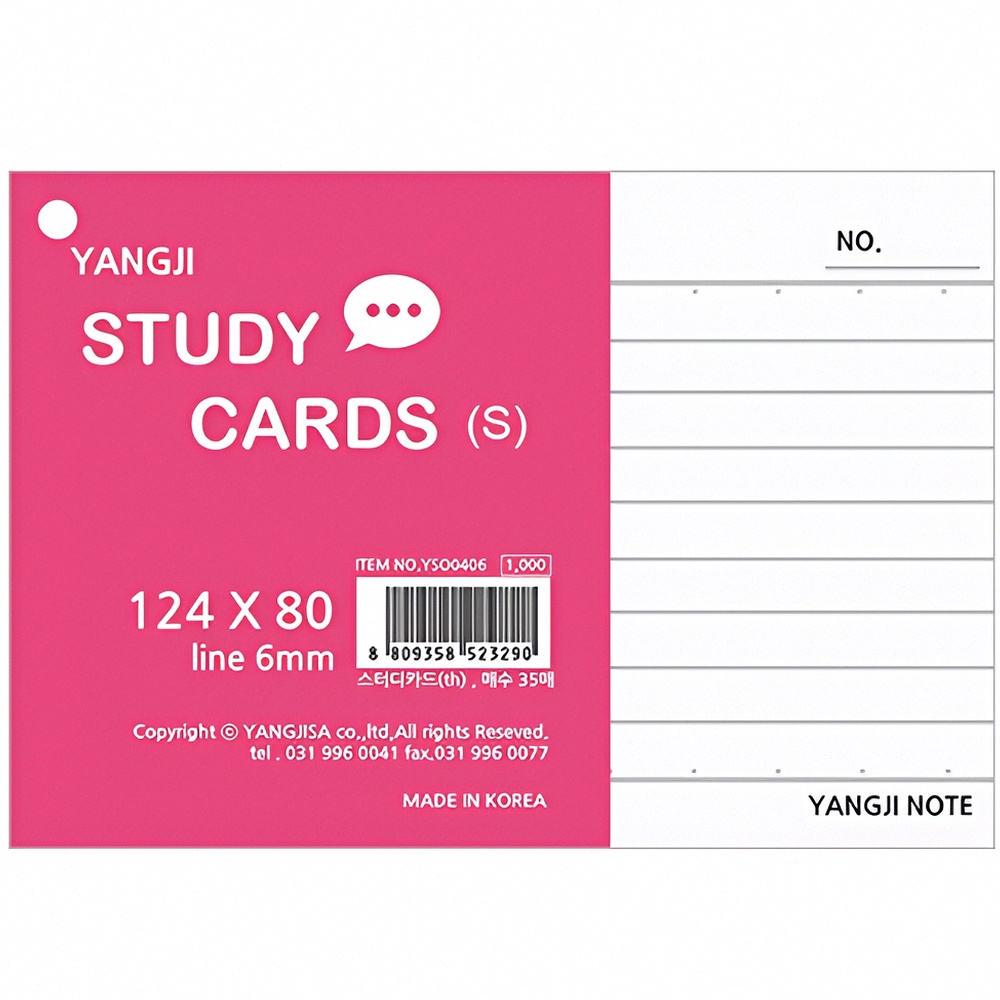 YANGJI
STUDY
CARDS (S)
ITEM NO.YS00406 1,000
124 X 80
line 6mm
8 809358 523290
스터디카드(th) . 매수 35매
Copyright © YANGJISA co.,ltd,All rights Reseved.
tel . 031 996 0041 fax.031 996 0077
MADE IN KOREA
NO.
YANGJI NOTE